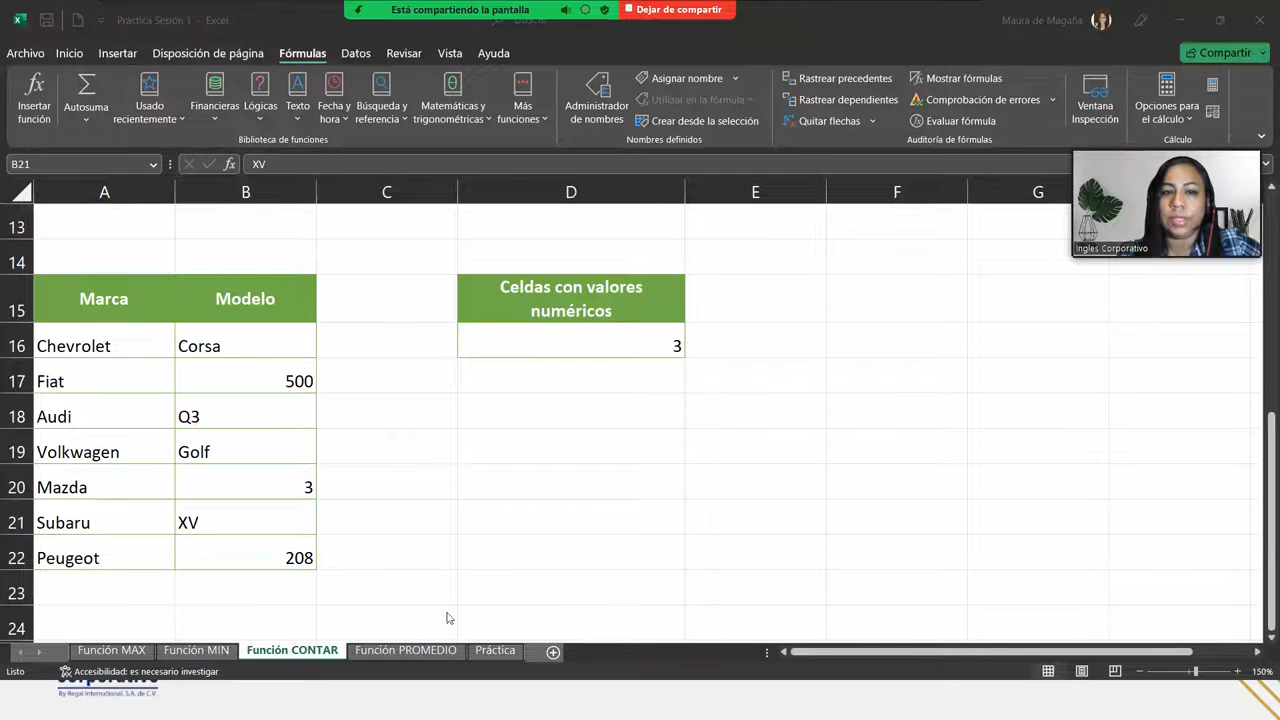 Está compartiendo la pantalla
Dejar de compartir
Práctica Sesión 1 - Excel
Buscar
Maura de Magaña
Archivo Inicio Insertar Disposición de página Fórmulas Datos Revisar Vista Ayuda
Compartir
Insertar función
Autosuma
Usado recientemente
Financieras
Lógicas
Texto
Fecha y hora
Búsqueda y referencia
Matemáticas y trigonométricas
Más funciones
Biblioteca de funciones
Administrador de nombres
Asignar nombre
Utilizar en la fórmula
Crear desde la selección
Nombres definidos
Rastrear precedentes
Rastrear dependientes
Quitar flechas
Mostrar fórmulas
Comprobación de errores
Evaluar fórmula
Auditoría de fórmulas
Ventana Inspección
Opciones para el cálculo
Cálculo
B21 fx XV
Ingles Corporativo
A B C D E F G
13
14
15 Marca Modelo Celdas con valores numéricos
16 Chevrolet Corsa 3
17 Fiat 500
18 Audi Q3
19 Volkwagen Golf
20 Mazda 3
21 Subaru XV
22 Peugeot 208
23
24
Función MAX Función MIN Función CONTAR Función PROMEDIO Práctica
Listo Accesibilidad: es necesario investigar 150%
By Regal International, S.A. de C.V.